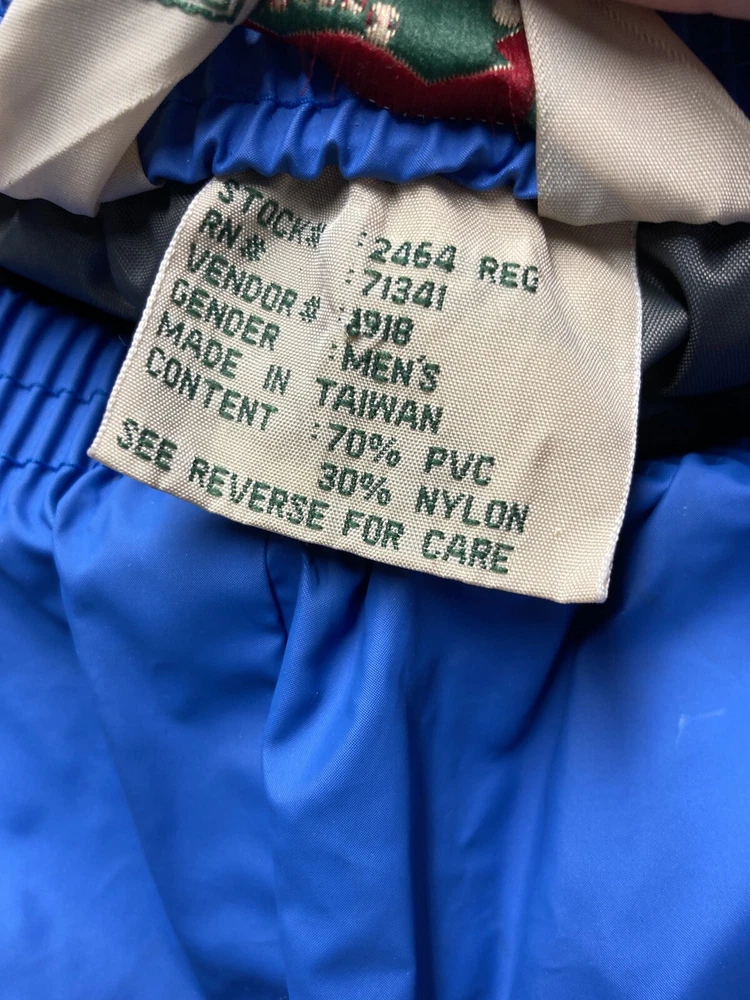 STOCK# : 2464 REG
RN# : 71341
VENDOR# : 1918
GENDER : MEN'S
MADE IN TAIWAN
CONTENT : 70% PVC
30% NYLON
SEE REVERSE FOR CARE